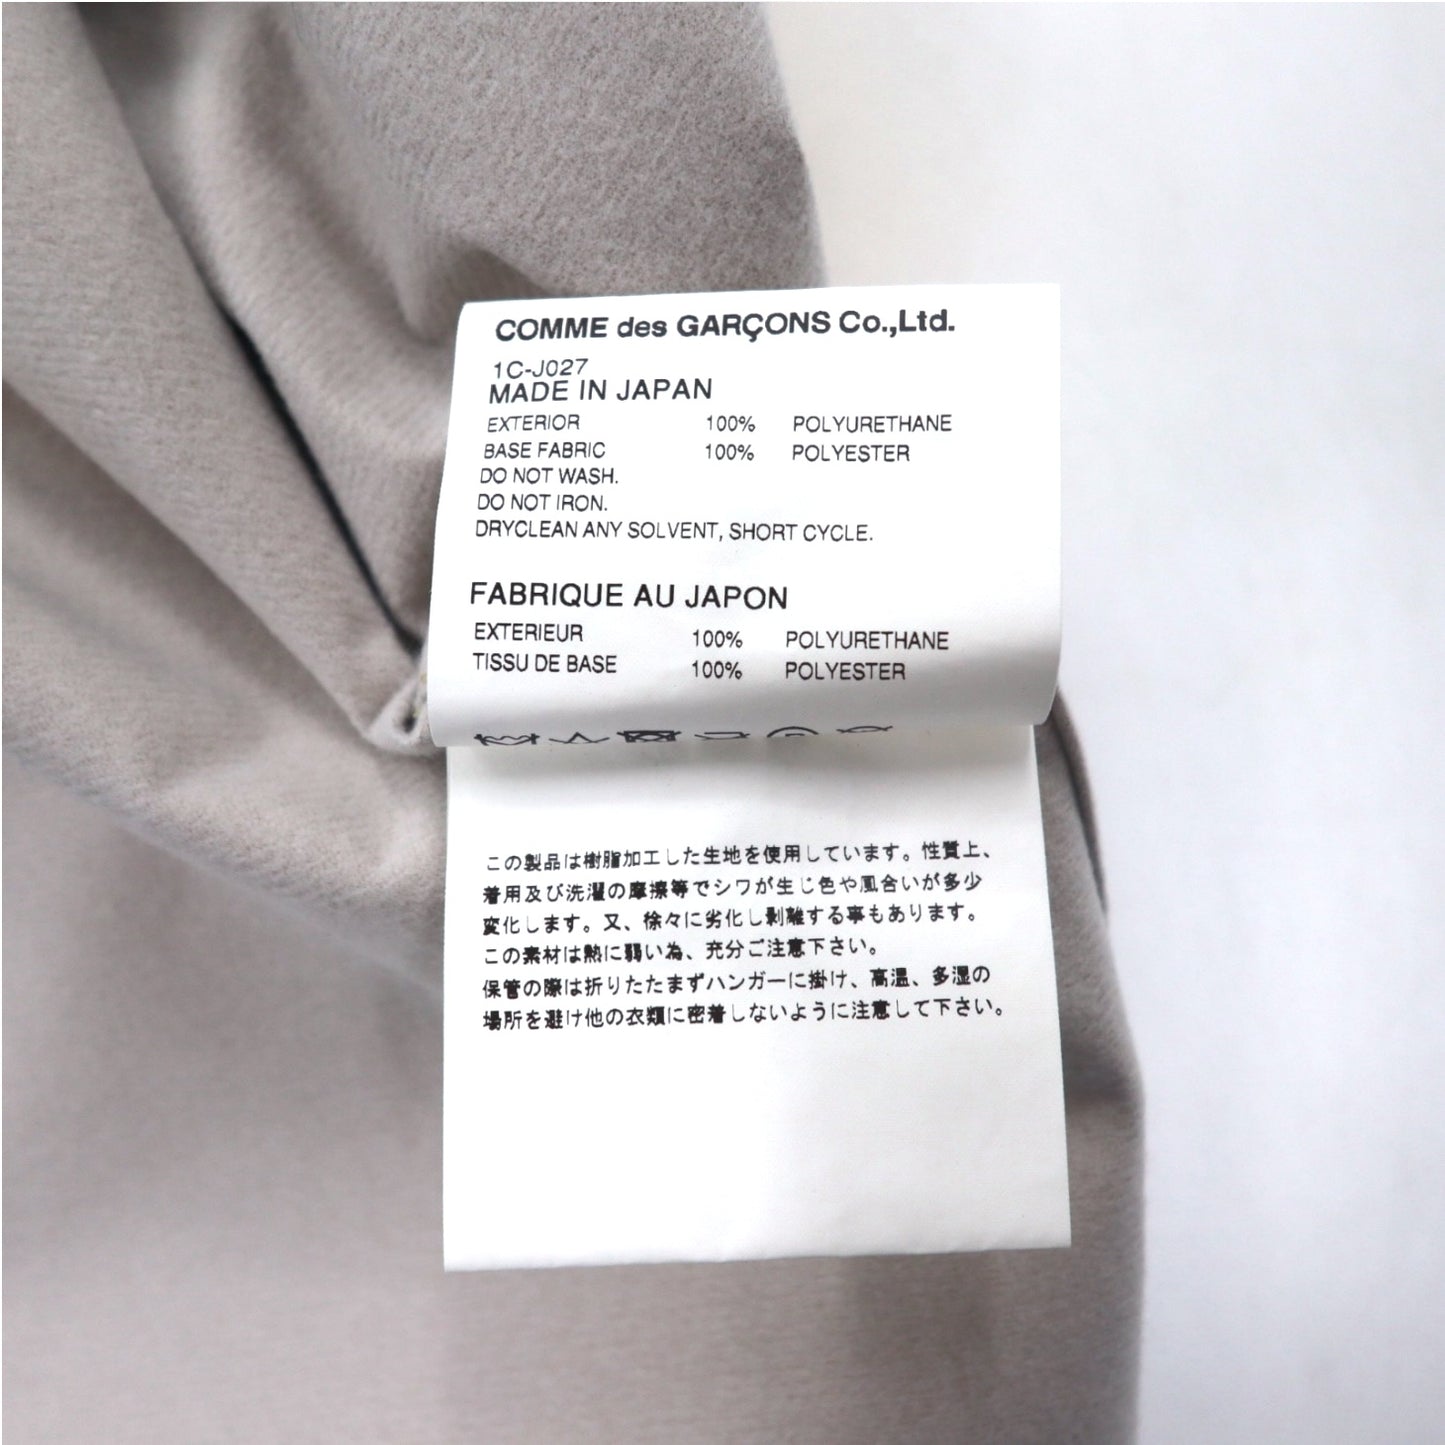 COMME des GARÇONS Co.,Ltd.
1C-J027
MADE IN JAPAN
EXTERIOR 100% POLYURETHANE
BASE FABRIC 100% POLYESTER
DO NOT WASH.
DO NOT IRON.
DRYCLEAN ANY SOLVENT, SHORT CYCLE.
FABRIQUE AU JAPON
EXTERIEUR 100% POLYURETHANE
TISSU DE BASE 100% POLYESTER
この製品は樹脂加工した生地を使用しています。性質上、
着用及び洗濯の摩擦等でシワが生じ色や風合いが多少
変化します。又、徐々に劣化し剥離する事もあります。
この素材は熱に弱い為、充分ご注意下さい。
保管の際は折りたたまずハンガーに掛け、高温、多湿の
場所を避け他の衣類に密着しないように注意して下さい。